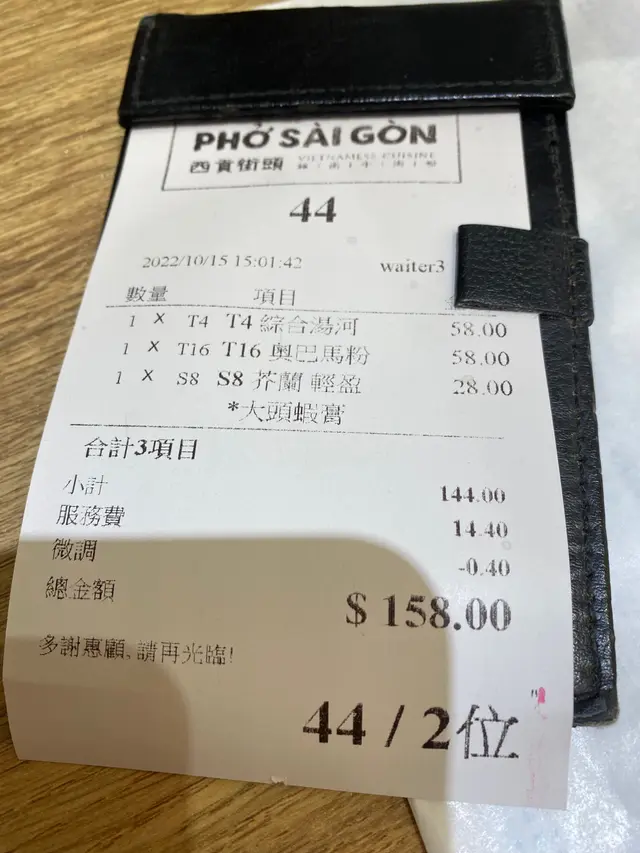 PHỞ SÀI GÒN
西貢街頭 VIETNAMESE CUISINE
44
2022/10/15 15:01:42 waiter3
數量 項目
1 X T4 T4 綜合湯河 58.00
1 X T16 T16 奧巴馬粉 58.00
1 X S8 S8 芥蘭 輕盈 28.00
*大頭蝦膏
合計3項目
小計 144.00
服務費 14.40
微調 -0.40
總金額 $ 158.00
多謝惠顧, 請再光臨!
44 / 2位